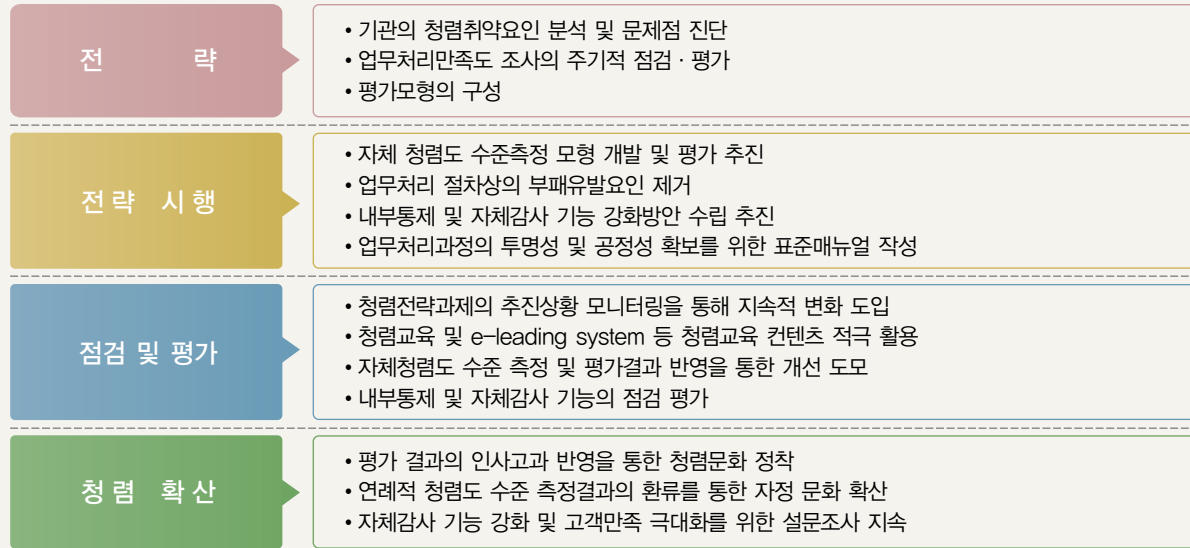 전 략
• 기관의 청렴취약요인 분석 및 문제점 진단
• 업무처리만족도 조사의 주기적 점검 · 평가
• 평가모형의 구성
전략 시행
• 자체 청렴도 수준측정 모형 개발 및 평가 추진
• 업무처리 절차상의 부패유발요인 제거
• 내부통제 및 자체감사 기능 강화방안 수립 추진
• 업무처리과정의 투명성 및 공정성 확보를 위한 표준매뉴얼 작성
점검 및 평가
• 청렴전략과제의 추진상황 모니터링을 통해 지속적 변화 도입
• 청렴교육 및 e-leading system 등 청렴교육 컨텐츠 적극 활용
• 자체청렴도 수준 측정 및 평가결과 반영을 통한 개선 도모
• 내부통제 및 자체감사 기능의 점검 평가
청렴 확산
• 평가 결과의 인사고과 반영을 통한 청렴문화 정착
• 연례적 청렴도 수준 측정결과의 환류를 통한 자정 문화 확산
• 자체감사 기능 강화 및 고객만족 극대화를 위한 설문조사 지속